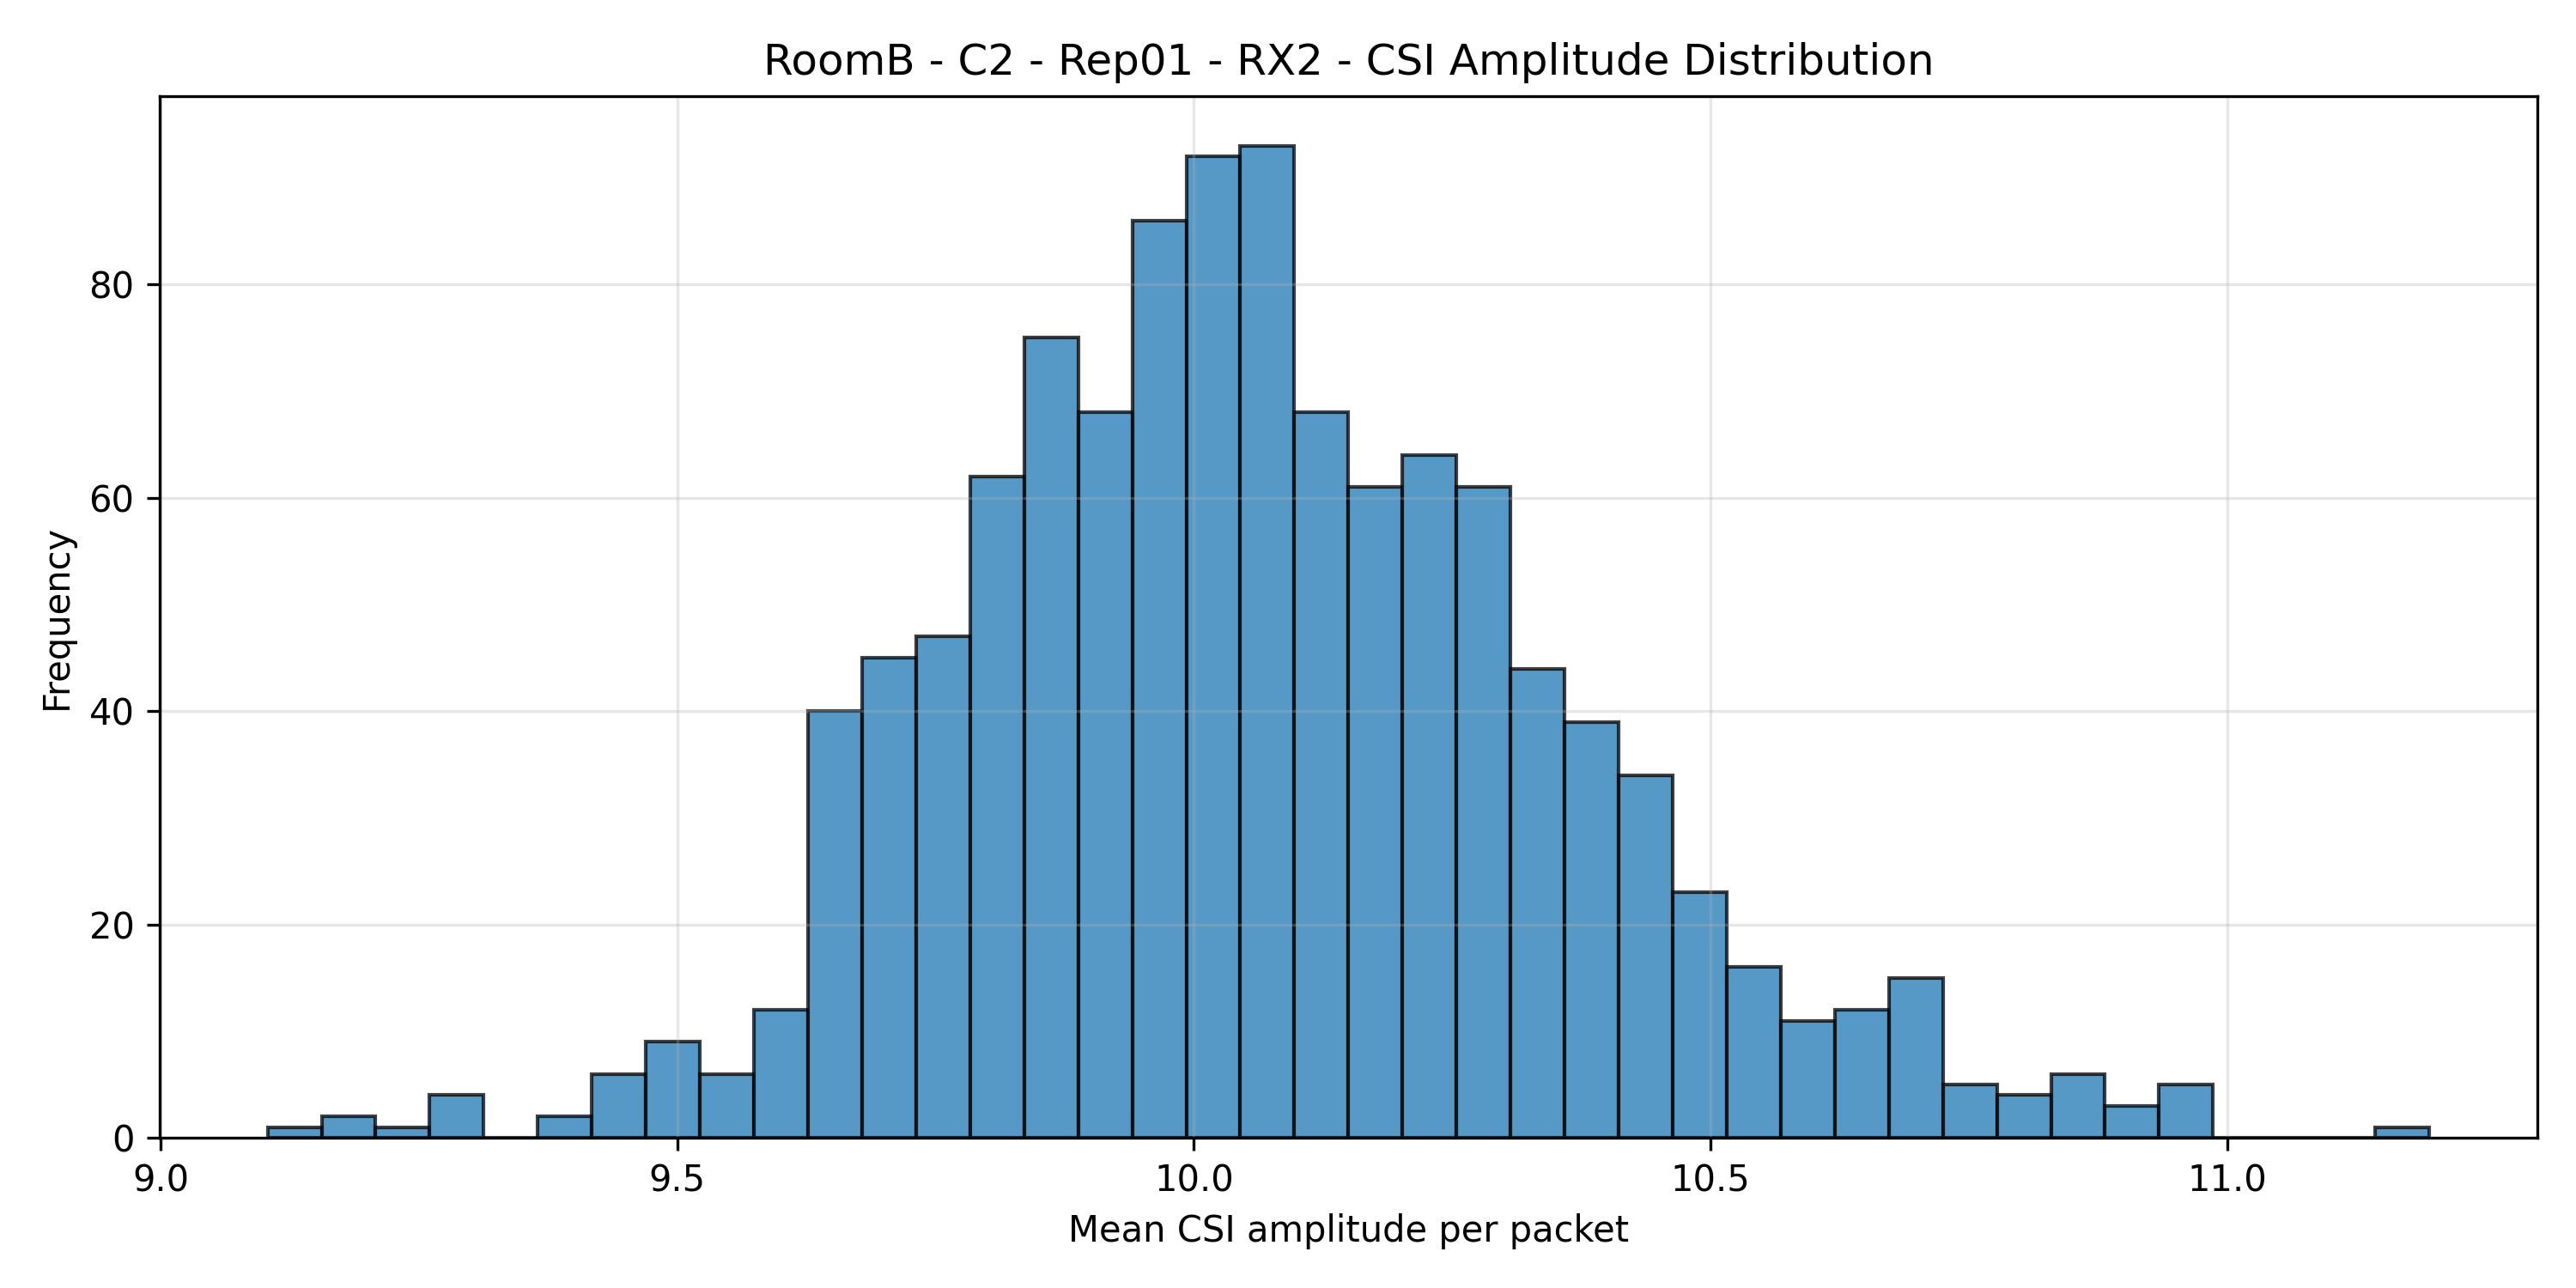 RoomB - C2 - Rep01 - RX2 - CSI Amplitude Distribution
Frequency
80
60
40
20
0
9.0 9.5 10.0 10.5 11.0
Mean CSI amplitude per packet